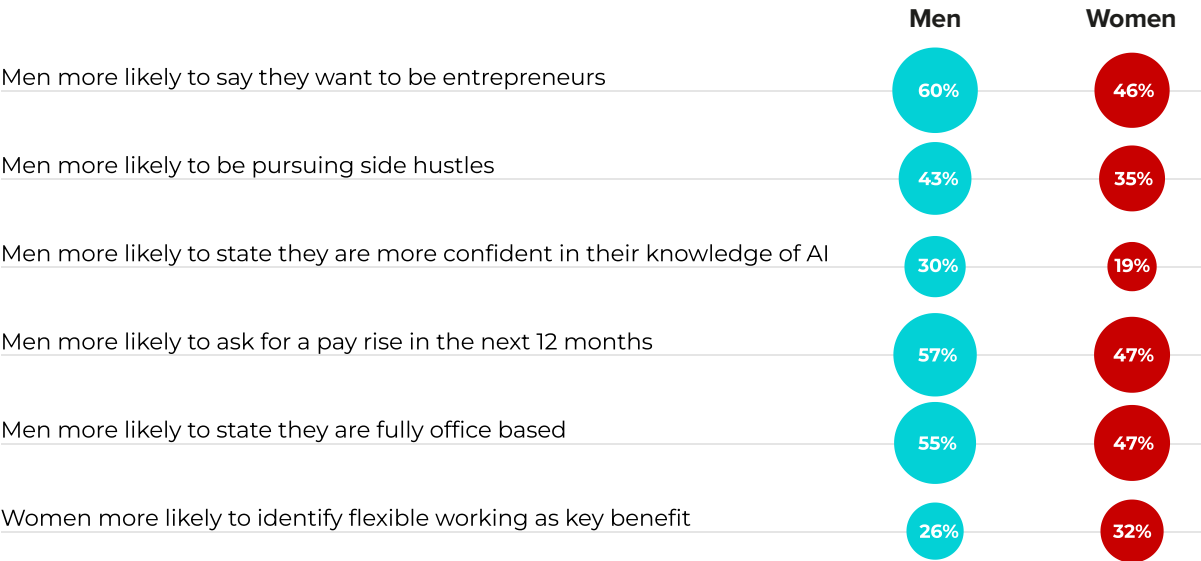 Men Women
Men more likely to say they want to be entrepreneurs 60% 46%
Men more likely to be pursuing side hustles 43% 35%
Men more likely to state they are more confident in their knowledge of AI 30% 19%
Men more likely to ask for a pay rise in the next 12 months 57% 47%
Men more likely to state they are fully office based 55% 47%
Women more likely to identify flexible working as key benefit 26% 32%